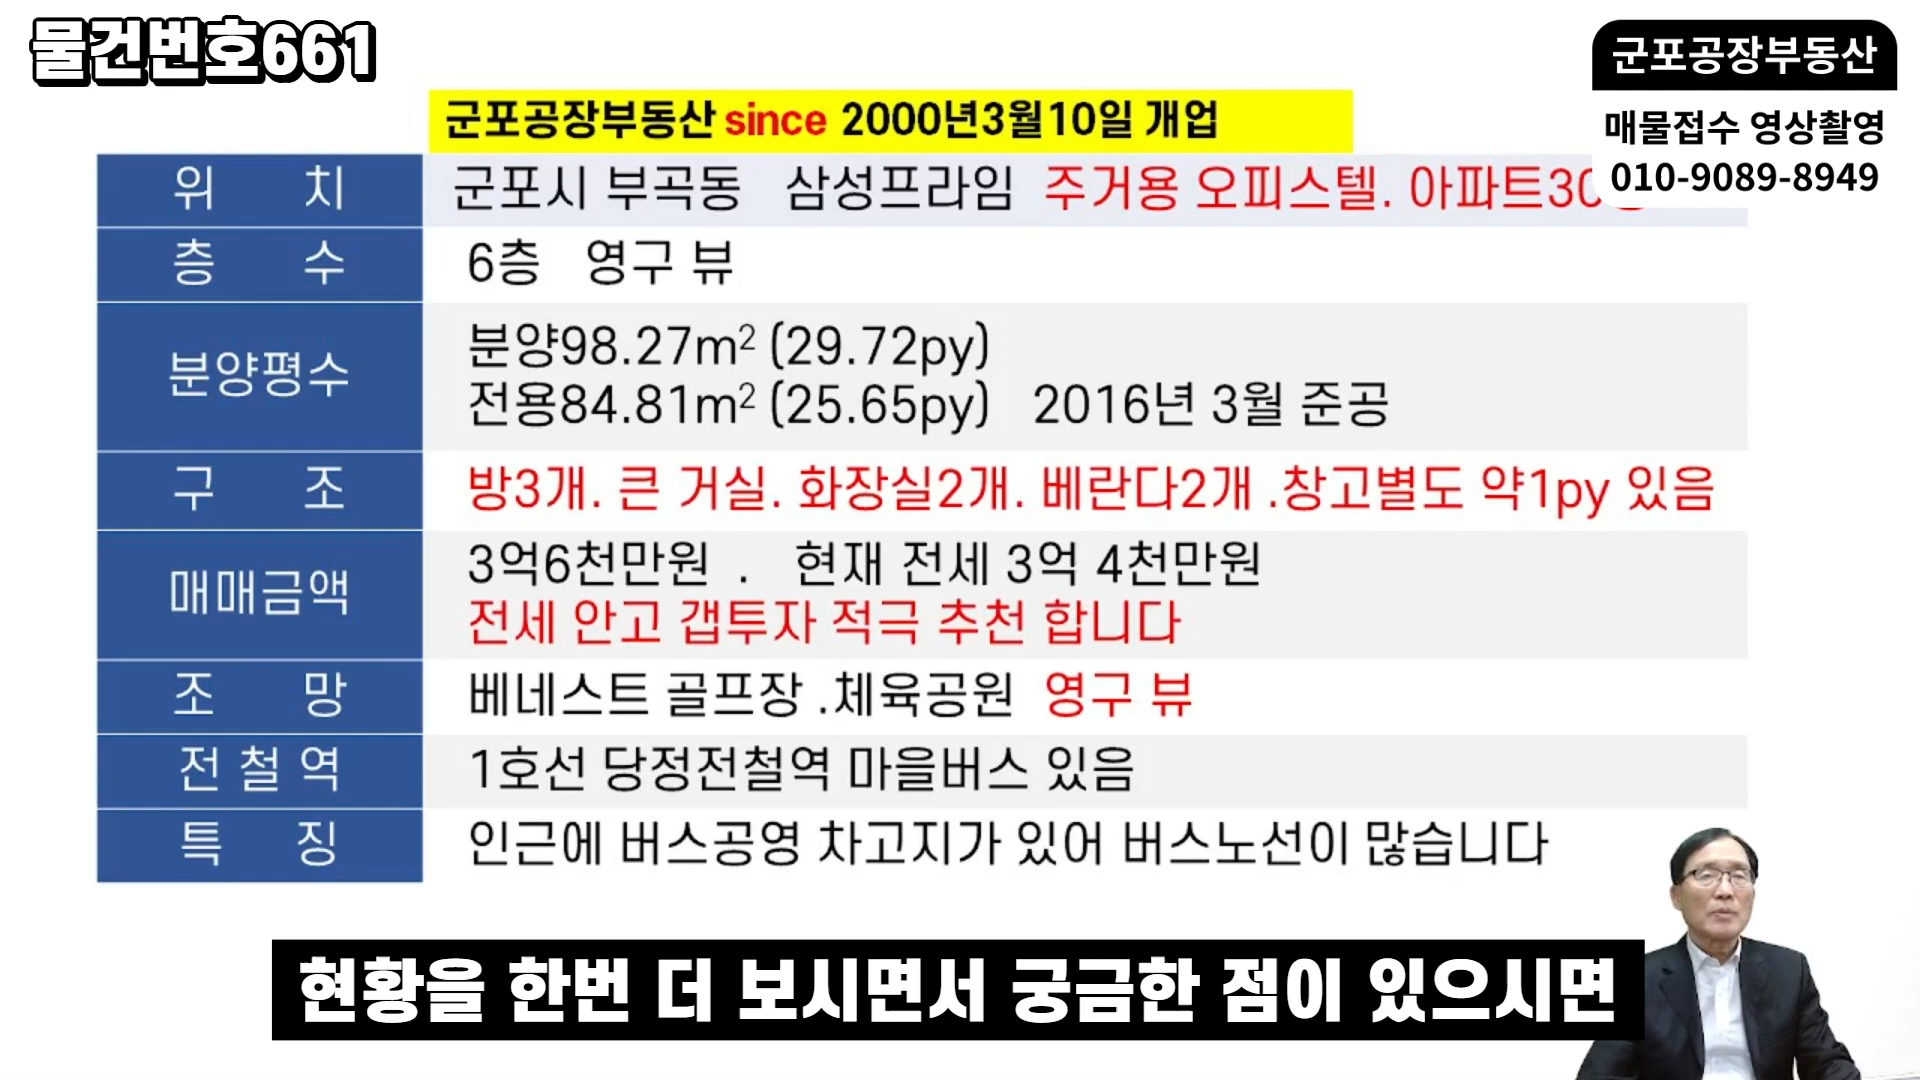 물건번호661
군포공장부동산
매물접수 영상촬영
010-9089-8949
군포공장부동산 since 2000년3월10일 개업
위 치 군포시 부곡동 삼성프라임 주거용 오피스텔. 아파트30
층 수 6층 영구 뷰
분양평수
분양98.27m² (29.72py)
전용84.81m² (25.65py) 2016년 3월 준공
구 조 방3개. 큰 거실. 화장실2개. 베란다2개 .창고별도 약1py 있음
매매금액
3억6천만원 . 현재 전세 3억 4천만원
전세 안고 갭투자 적극 추천 합니다
조 망 베네스트 골프장 .체육공원 영구 뷰
전철역 1호선 당정전철역 마을버스 있음
특 징 인근에 버스공영 차고지가 있어 버스노선이 많습니다
현황을 한번 더 보시면서 궁금한 점이 있으시면